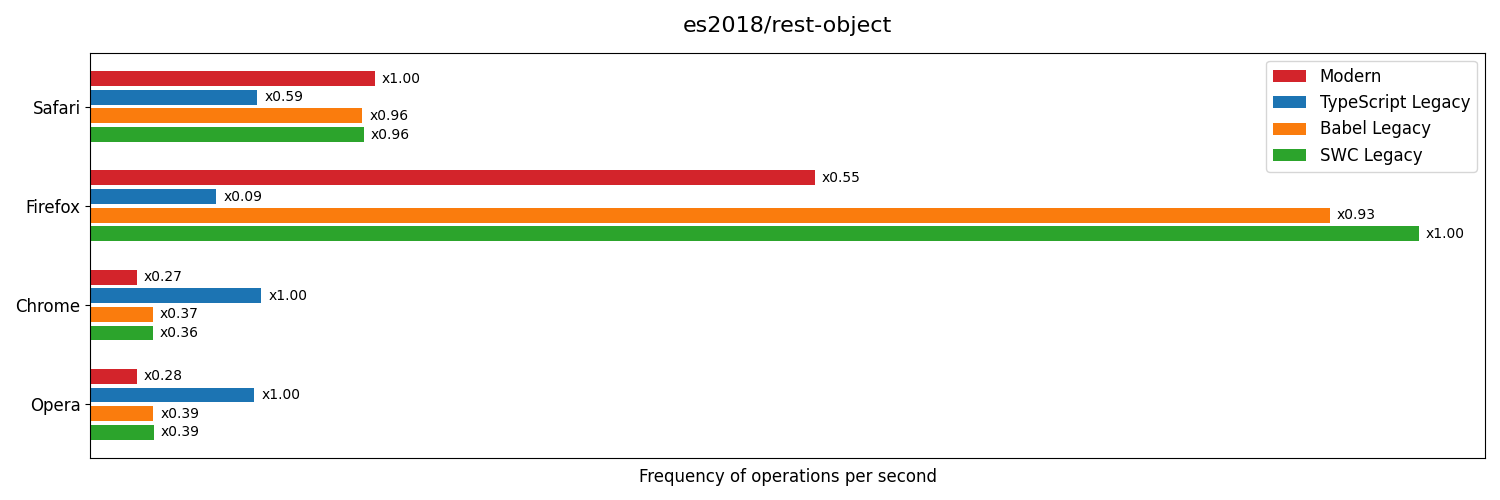 es2018/rest-object
Modern
TypeScript Legacy
Babel Legacy
SWC Legacy
Safari
x1.00
x0.59
x0.96
x0.96
Firefox
x0.55
x0.09
x0.93
x1.00
Chrome
x0.27
x1.00
x0.37
x0.36
Opera
x0.28
x1.00
x0.39
x0.39
Frequency of operations per second